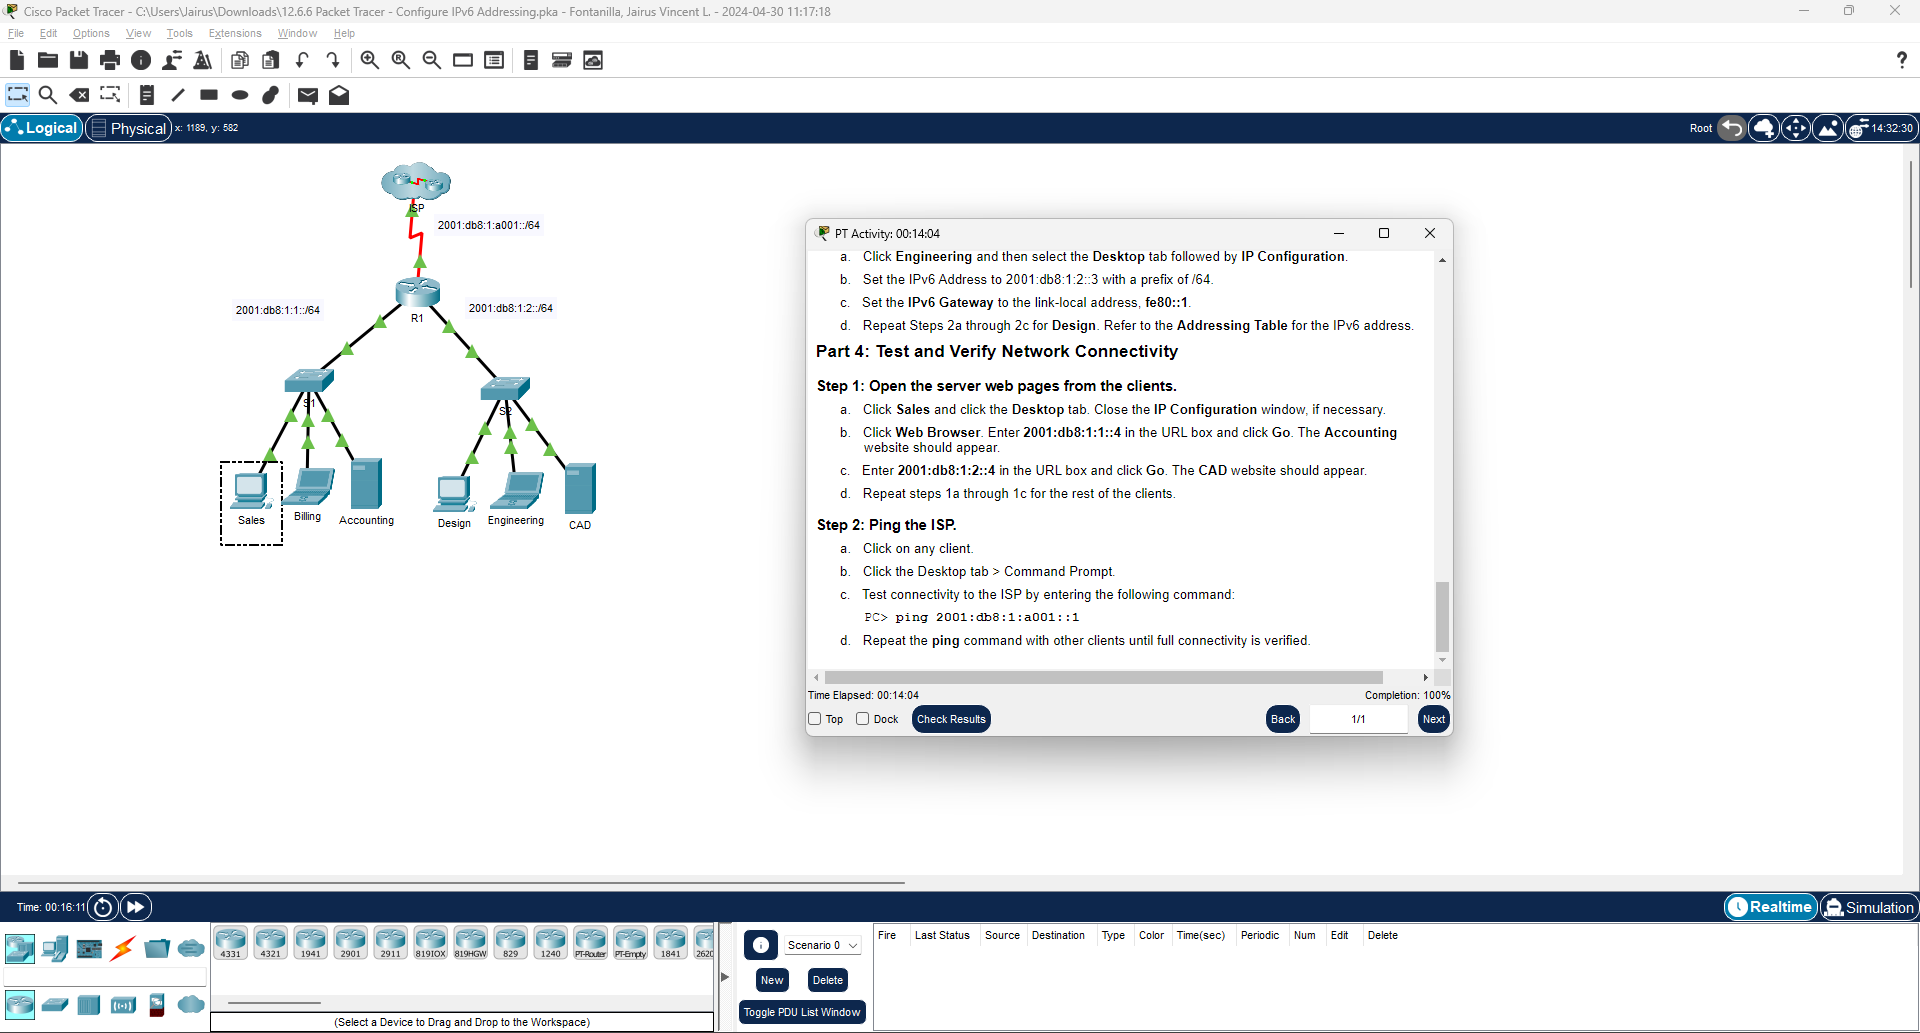 Cisco Packet Tracer - C:\Users\Jairus\Downloads\12.6.6 Packet Tracer - Configure IPv6 Addressing.pka - Fontanilla, Jairus Vincent L. - 2024-04-30 11:17:18
File Edit Options View Tools Extensions Window Help
Logical Physical x: 1189, y: 582 Root 14:32:30
ISP
2001:db8:1:a001::/64
2001:db8:1:1::/64
2001:db8:1:2::/64
R1
S1
S2
Sales
Billing
Accounting
Design
Engineering
CAD
PT Activity: 00:14:04
a. Click Engineering and then select the Desktop tab followed by IP Configuration.
b. Set the IPv6 Address to 2001:db8:1:2::3 with a prefix of /64.
c. Set the IPv6 Gateway to the link-local address, fe80::1.
d. Repeat Steps 2a through 2c for Design. Refer to the Addressing Table for the IPv6 address.
Part 4: Test and Verify Network Connectivity
Step 1: Open the server web pages from the clients.
a. Click Sales and click the Desktop tab. Close the IP Configuration window, if necessary.
b. Click Web Browser. Enter 2001:db8:1:1::4 in the URL box and click Go. The Accounting
website should appear.
c. Enter 2001:db8:1:2::4 in the URL box and click Go. The CAD website should appear.
d. Repeat steps 1a through 1c for the rest of the clients.
Step 2: Ping the ISP.
a. Click on any client.
b. Click the Desktop tab > Command Prompt.
c. Test connectivity to the ISP by entering the following command:
PC> ping 2001:db8:1:a001::1
d. Repeat the ping command with other clients until full connectivity is verified.
Time Elapsed: 00:14:04 Completion: 100%
Top Dock Check Results Back 1/1 Next
Time: 00:16:11 Realtime Simulation
4331 4321 1941 2901 2911 819IOX 819HGW 829 1240 PT-Router PT-Empty 1841 2620
(Select a Device to Drag and Drop to the Workspace)
Scenario 0
New Delete
Toggle PDU List Window
Fire Last Status Source Destination Type Color Time(sec) Periodic Num Edit Delete